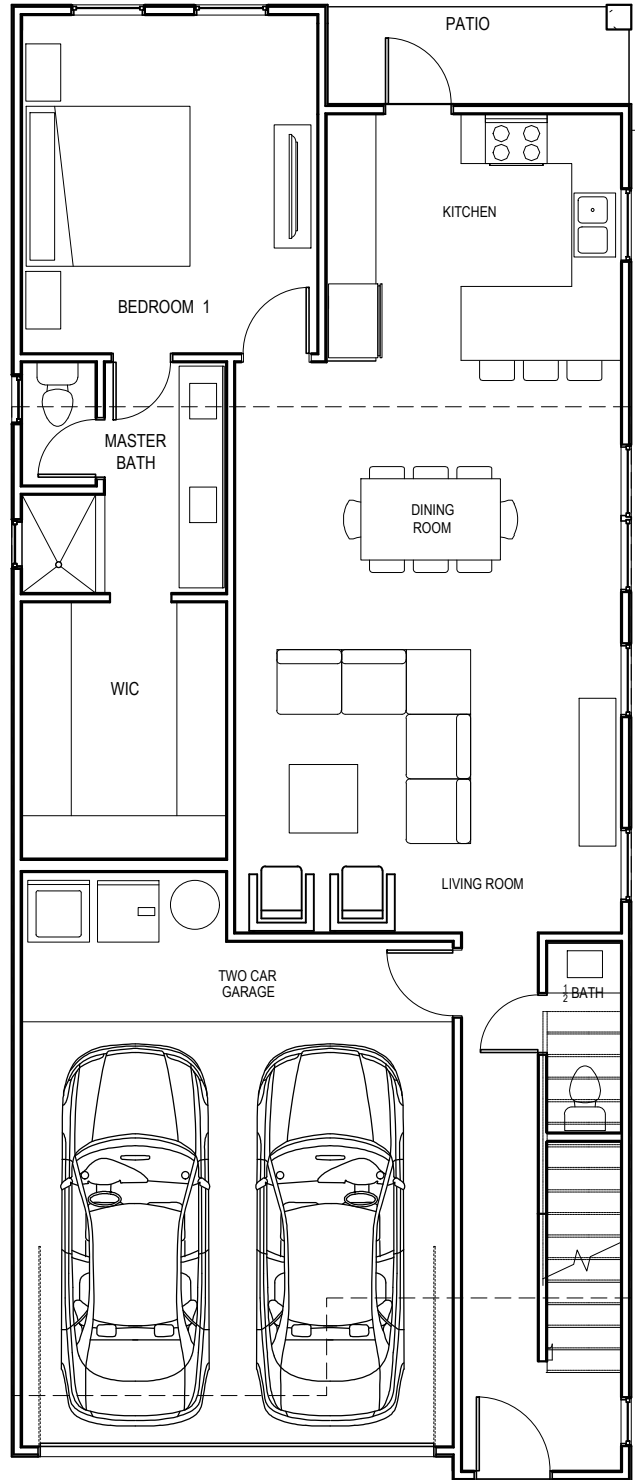 PATIO
KITCHEN
BEDROOM 1
MASTER
BATH
DINING
ROOM
WIC
LIVING ROOM
TWO CAR
GARAGE
½ BATH